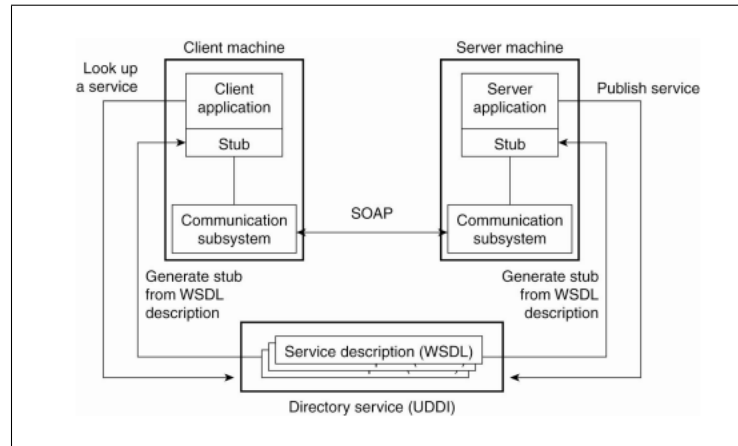 Client machine
Server machine
Look up
a service
Client
application
Server
application
Publish service
Stub
Stub
SOAP
Communication
subsystem
Communication
subsystem
Generate stub
from WSDL
description
Generate stub
from WSDL
description
Service description (WSDL)
Directory service (UDDI)